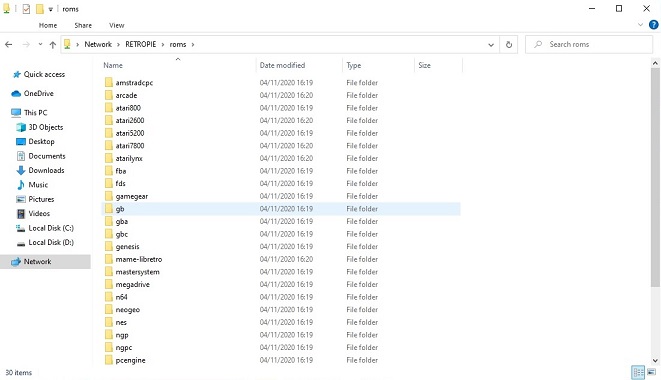 roms
Home Share View
Network RETROPIE roms
Search roms
Name Date modified Type Size
Quick access
OneDrive
This PC
3D Objects
Desktop
Documents
Downloads
Music
Pictures
Videos
Local Disk (C:)
Local Disk (D:)
Network
amstradcpc 04/11/2020 16:19 File folder
arcade 04/11/2020 16:20 File folder
atari800 04/11/2020 16:19 File folder
atari2600 04/11/2020 16:20 File folder
atari5200 04/11/2020 16:19 File folder
atari7800 04/11/2020 16:20 File folder
atarilynx 04/11/2020 16:20 File folder
fba 04/11/2020 16:19 File folder
fds 04/11/2020 16:19 File folder
gamegear 04/11/2020 16:19 File folder
gb 04/11/2020 16:19 File folder
gba 04/11/2020 16:19 File folder
gbc 04/11/2020 16:19 File folder
genesis 04/11/2020 16:19 File folder
mame-libretro 04/11/2020 16:20 File folder
mastersystem 04/11/2020 16:19 File folder
megadrive 04/11/2020 16:19 File folder
n64 04/11/2020 16:19 File folder
neogeo 04/11/2020 16:19 File folder
nes 04/11/2020 16:19 File folder
ngp 04/11/2020 16:19 File folder
ngpc 04/11/2020 16:19 File folder
pcengine 04/11/2020 16:19 File folder
30 items